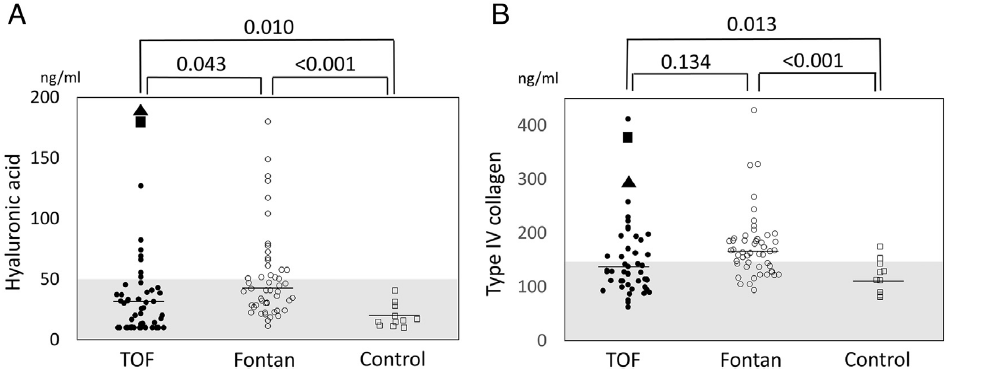 A
0.010
0.043
<0.001
ng/ml
200
150
100
50
0
Hyaluronic acid
TOF
Fontan
Control
B
0.013
0.134
<0.001
ng/ml
400
300
200
100
0
Type IV collagen
TOF
Fontan
Control